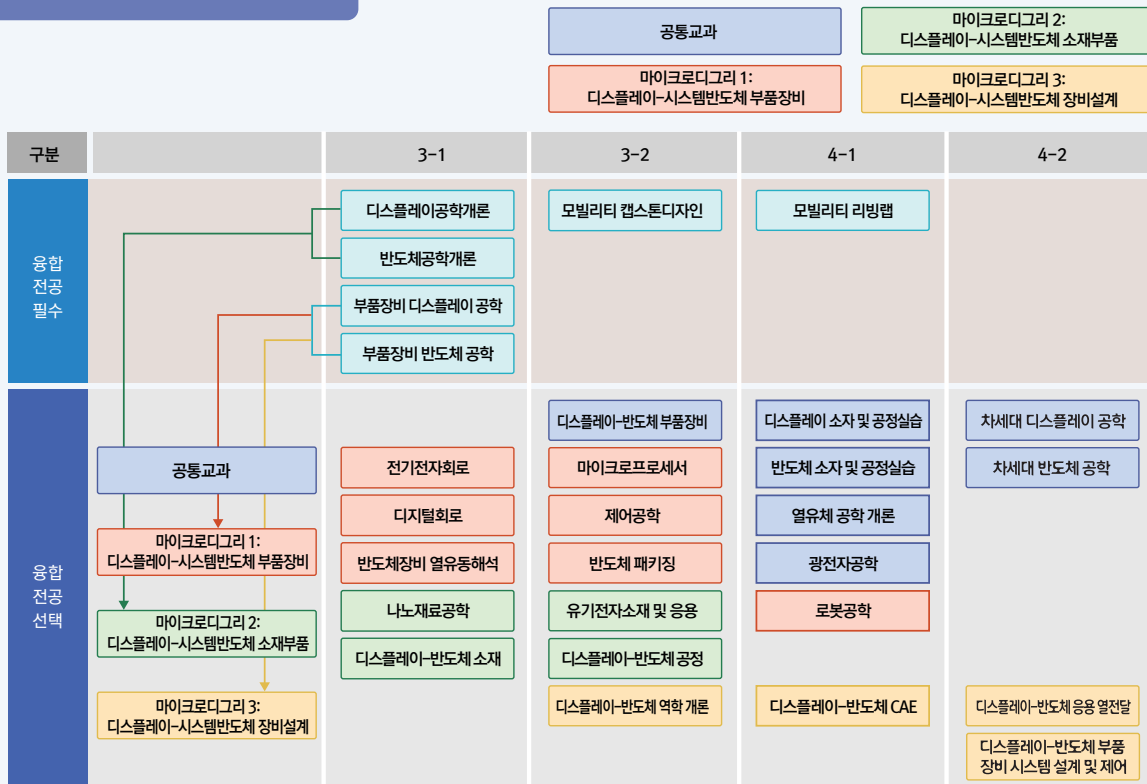 공통교과
마이크로디그리 2:
디스플레이-시스템반도체 소재부품
마이크로디그리 1:
디스플레이-시스템반도체 부품장비
마이크로디그리 3:
디스플레이-시스템반도체 장비설계
구분
3-1
3-2
4-1
4-2
융합
전공
필수
디스플레이공학개론
모빌리티 캡스톤디자인
모빌리티 리빙랩
반도체공학개론
부품장비 디스플레이 공학
부품장비 반도체 공학
융합
전공
선택
공통교과
마이크로디그리 1:
디스플레이-시스템반도체 부품장비
마이크로디그리 2:
디스플레이-시스템반도체 소재부품
마이크로디그리 3:
디스플레이-시스템반도체 장비설계
전기전자회로
디지털회로
반도체장비 열유동해석
나노재료공학
디스플레이-반도체 소재
디스플레이-반도체 부품장비
마이크로프로세서
제어공학
반도체 패키징
유기전자소재 및 응용
디스플레이-반도체 공정
디스플레이-반도체 역학 개론
디스플레이 소자 및 공정실습
반도체 소자 및 공정실습
열유체 공학 개론
광전자공학
로봇공학
디스플레이-반도체 CAE
차세대 디스플레이 공학
차세대 반도체 공학
디스플레이-반도체 응용 열전달
디스플레이-반도체 부품
장비 시스템 설계 및 제어